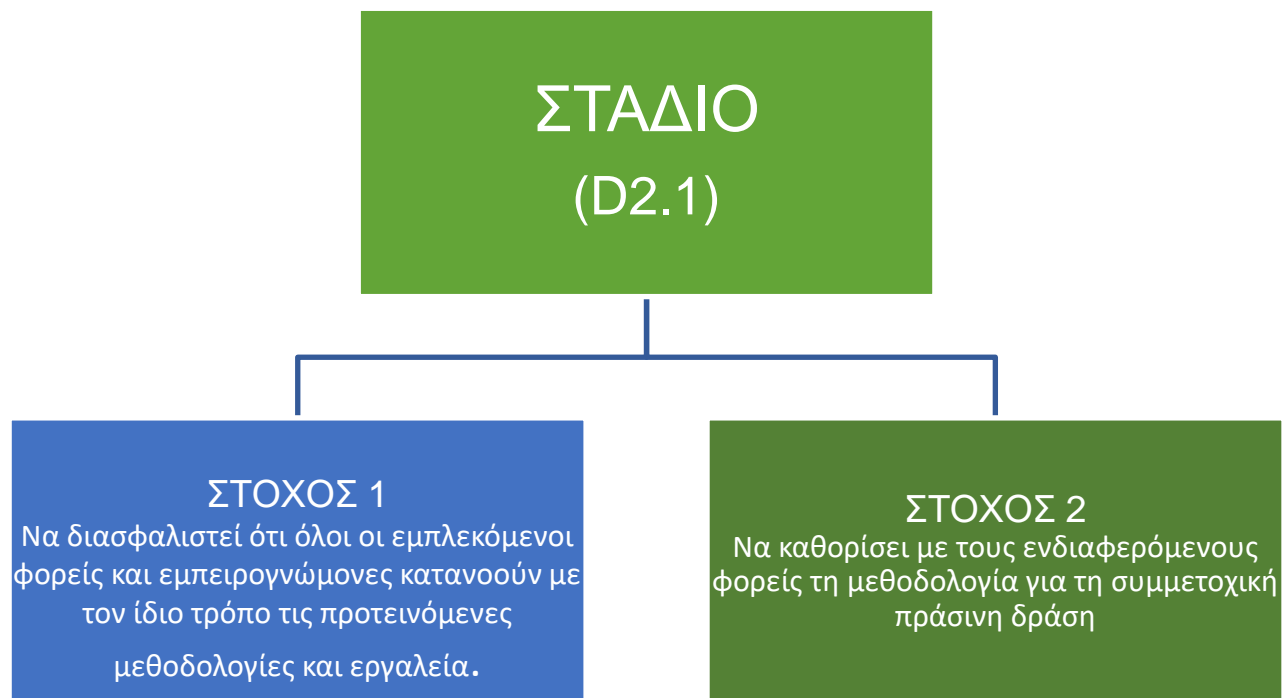 ΣΤΑΔΙΟ
(D2.1)
ΣΤΟΧΟΣ 1
Να διασφαλιστεί ότι όλοι οι εμπλεκόμενοι
φορείς και εμπειρογνώμονες κατανοούν με
τον ίδιο τρόπο τις προτεινόμενες
μεθοδολογίες και εργαλεία.
ΣΤΟΧΟΣ 2
Να καθορίσει με τους ενδιαφερόμενους
φορείς τη μεθοδολογία για τη συμμετοχική
πράσινη δράση